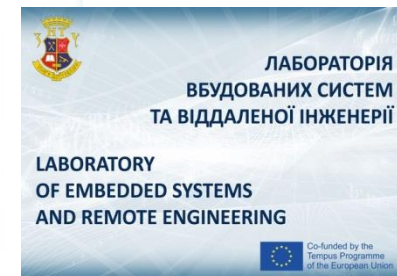 ЛАБОРАТОРІЯ
ВБУДОВАНИХ СИСТЕМ
ТА ВІДДАЛЕНОЇ ІНЖЕНЕРІЇ
LABORATORY
OF EMBEDDED SYSTEMS
AND REMOTE ENGINEERING
Co-funded by the
Tempus Programme
of the European Union